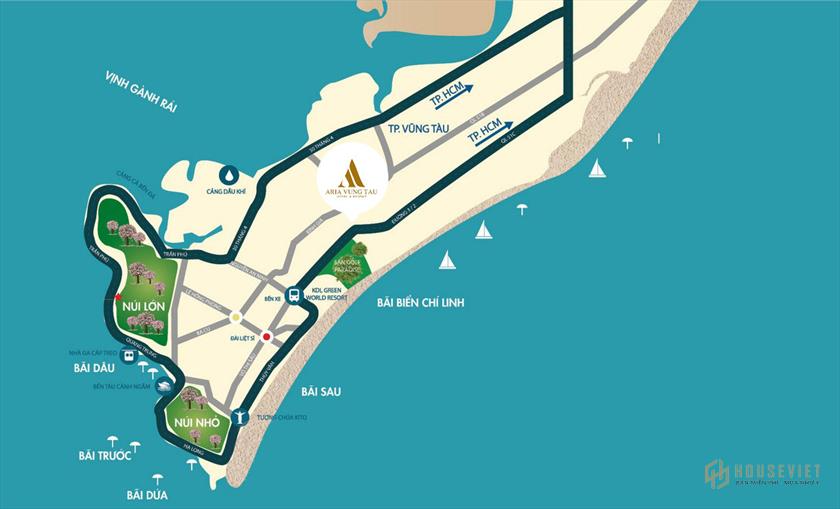 VỊNH GÀNH RÁI
TP. HCM
TP. VŨNG TÀU
TP. HCM
QL 51B
QL 51C
30 THÁNG 4
ARIA VUNG TAU
HOTEL & RESORT
CẢNG DẦU KHÍ
CẢNG CÁ BẾN ĐÁ
ĐƯỜNG 3 / 2
BÌNH GIÃ
30 THÁNG 4
TRẦN PHÚ
TRẦN PHÚ
NGUYỄN AN NINH
SÂN GOLF
PARADISE
KDL GREEN
WORLD RESORT
BẾN XE
BÃI BIỂN CHÍ LINH
NÚI LỚN
LÊ HỒNG PHONG
BA CU
ĐÀI LIỆT SĨ
QUANG TRUNG
NHÀ GA CÁP TREO
BÃI DÂU
VÕ THỊ SÁU
THÙY VÂN
BẾN TÀU CÁNH NGẦM
BÃI SAU
NÚI NHỎ
TƯỢNG CHÚA KITO
HẠ LONG
BÃI TRƯỚC
BÃI DỨA
HOUSEVIET